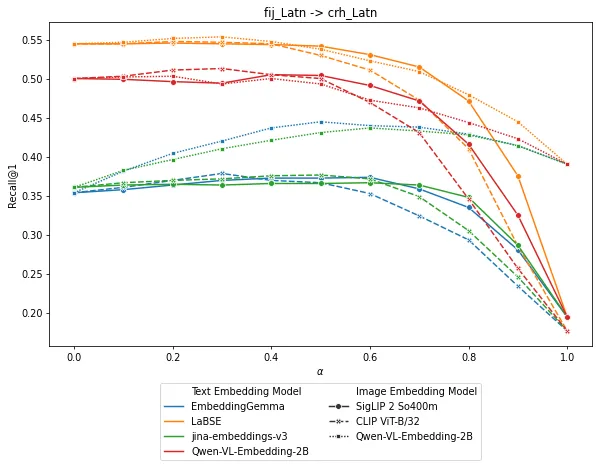 fij_Latn -> crh_Latn
Recall@1
0.55
0.50
0.45
0.40
0.35
0.30
0.25
0.20
0.0
0.2
0.4
0.6
0.8
1.0
α
Text Embedding Model
EmbeddingGemma
LaBSE
jina-embeddings-v3
Qwen-VL-Embedding-2B
Image Embedding Model
SigLIP 2 So400m
CLIP ViT-B/32
Qwen-VL-Embedding-2B